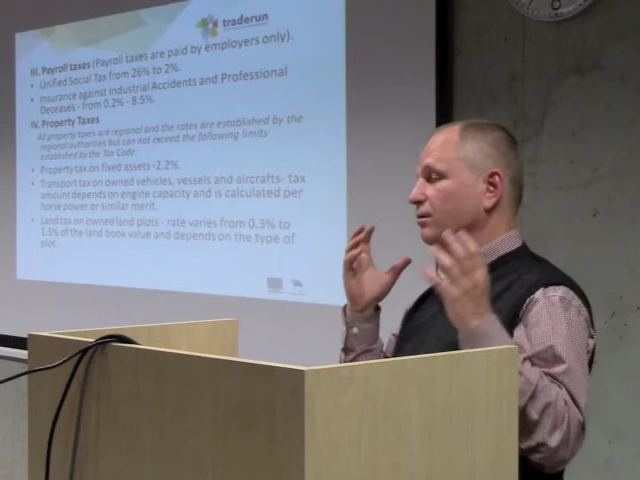 traderun
III. Payroll taxes (Payroll taxes are paid by employers only).
• Unified Social Tax from 26% to 2%.
• Insurance against Industrial Accidents and Professional
Deceases - from 0.2% - 8.5%.
IV. Property Taxes
All property taxes are regional and the rates are established by the
regional authorities but can not exceed the following limits
established by the Tax Code:
• Property tax on fixed assets -2.2%.
• Transport tax on owned vehicles, vessels and aircrafts- tax
amount depends on engine capacity and is calculated per
horse power or similar merit.
• Land tax on owned land plots - rate varies from 0.3% to
1.5% of the land book value and depends on the type of
plot.